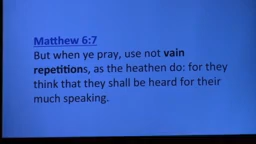 Matthew 6:7
But when ye pray, use not vain
repetitions, as the heathen do: for they
think that they shall be heard for their
much speaking.